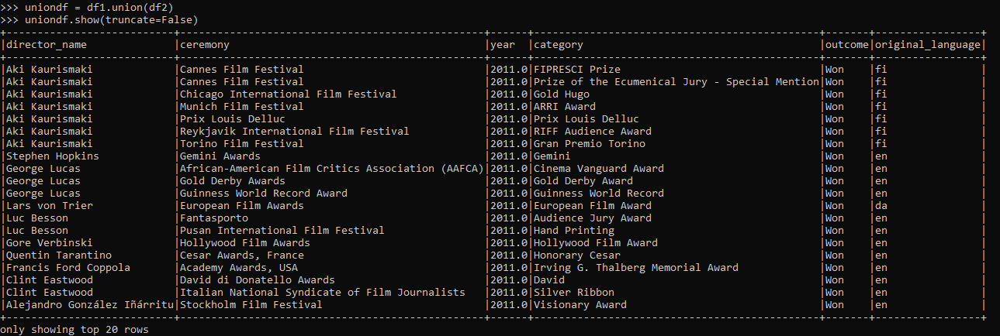 >>> uniondf = df1.union(df2)
>>> uniondf.show(truncate=False)
+---------------------------+-------------------------------------------------+------+----------------------------------------------+-------+-----------------+
|director_name              |ceremony                                         |year  |category                                      |outcome|original_language|
+---------------------------+-------------------------------------------------+------+----------------------------------------------+-------+-----------------+
|Aki Kaurismaki             |Cannes Film Festival                             |2011.0|FIPRESCI Prize                                |Won    |fi               |
|Aki Kaurismaki             |Cannes Film Festival                             |2011.0|Prize of the Ecumenical Jury - Special Mention|Won    |fi               |
|Aki Kaurismaki             |Chicago International Film Festival              |2011.0|Gold Hugo                                     |Won    |fi               |
|Aki Kaurismaki             |Munich Film Festival                             |2011.0|ARRI Award                                    |Won    |fi               |
|Aki Kaurismaki             |Prix Louis Delluc                                |2011.0|Prix Louis Delluc                             |Won    |fi               |
|Aki Kaurismaki             |Reykjavik International Film Festival            |2011.0|RIFF Audience Award                           |Won    |fi               |
|Aki Kaurismaki             |Torino Film Festival                             |2011.0|Gran Premio Torino                            |Won    |fi               |
|Stephen Hopkins            |Gemini Awards                                    |2011.0|Gemini                                        |Won    |en               |
|George Lucas               |African-American Film Critics Association (AAFCA)|2011.0|Cinema Vanguard Award                         |Won    |en               |
|George Lucas               |Gold Derby Awards                                |2011.0|Gold Derby Award                              |Won    |en               |
|George Lucas               |Guinness World Record Award                      |2011.0|Guinness World Record                         |Won    |en               |
|Lars von Trier             |European Film Awards                             |2011.0|European Film Award                           |Won    |da               |
|Luc Besson                 |Fantasporto                                      |2011.0|Audience Jury Award                           |Won    |en               |
|Luc Besson                 |Pusan International Film Festival                |2011.0|Hand Printing                                 |Won    |en               |
|Gore Verbinski             |Hollywood Film Awards                            |2011.0|Hollywood Film Award                          |Won    |en               |
|Quentin Tarantino          |Cesar Awards, France                             |2011.0|Honorary Cesar                                |Won    |en               |
|Francis Ford Coppola       |Academy Awards, USA                              |2011.0|Irving G. Thalberg Memorial Award             |Won    |en               |
|Clint Eastwood             |David di Donatello Awards                        |2011.0|David                                         |Won    |en               |
|Clint Eastwood             |Italian National Syndicate of Film Journalists   |2011.0|Silver Ribbon                                 |Won    |en               |
|Alejandro González Iñárritu|Stockholm Film Festival                          |2011.0|Visionary Award                               |Won    |en               |
+---------------------------+-------------------------------------------------+------+----------------------------------------------+-------+-----------------+
only showing top 20 rows